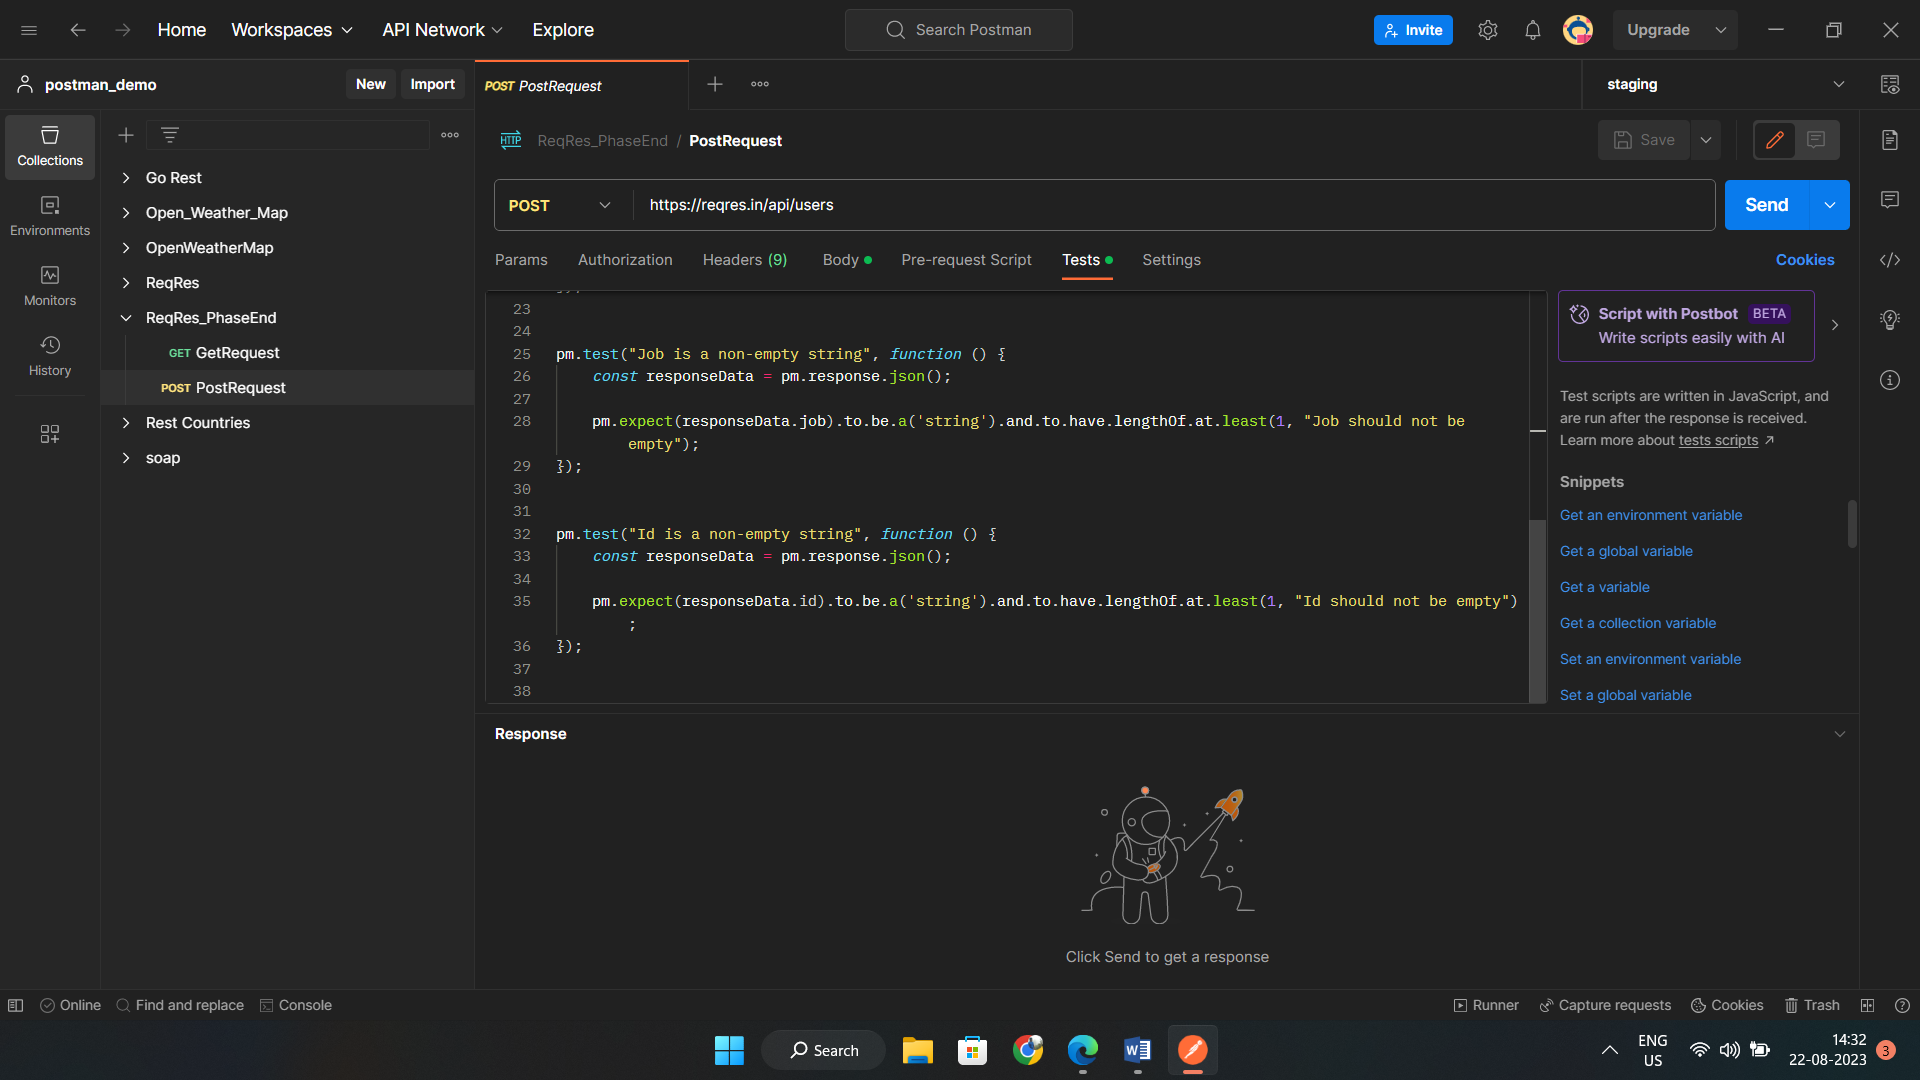 Home
Workspaces
API Network
Explore
Search Postman
Invite
Upgrade
postman_demo
New
Import
POST PostRequest
staging
Collections
Environments
Monitors
History
Go Rest
Open_Weather_Map
OpenWeatherMap
ReqRes
ReqRes_PhaseEnd
GET GetRequest
POST PostRequest
Rest Countries
soap
HTTP
ReqRes_PhaseEnd / PostRequest
Save
POST
https://reqres.in/api/users
Send
Params
Authorization
Headers (9)
Body
Pre-request Script
Tests
Settings
Cookies
23
24
25 pm.test("Job is a non-empty string", function () {
26 const responseData = pm.response.json();
27
28 pm.expect(responseData.job).to.be.a('string').and.to.have.lengthOf.at.least(1, "Job should not be
empty");
29 });
30
31
32 pm.test("Id is a non-empty string", function () {
33 const responseData = pm.response.json();
34
35 pm.expect(responseData.id).to.be.a('string').and.to.have.lengthOf.at.least(1, "Id should not be empty")
;
36 });
37
38
Script with Postbot BETA
Write scripts easily with AI
Test scripts are written in JavaScript, and
are run after the response is received.
Learn more about tests scripts
Snippets
Get an environment variable
Get a global variable
Get a variable
Get a collection variable
Set an environment variable
Set a global variable
Response
Click Send to get a response
Online
Find and replace
Console
Runner
Capture requests
Cookies
Trash
Search
W
ENG
US
14:32
22-08-2023
3